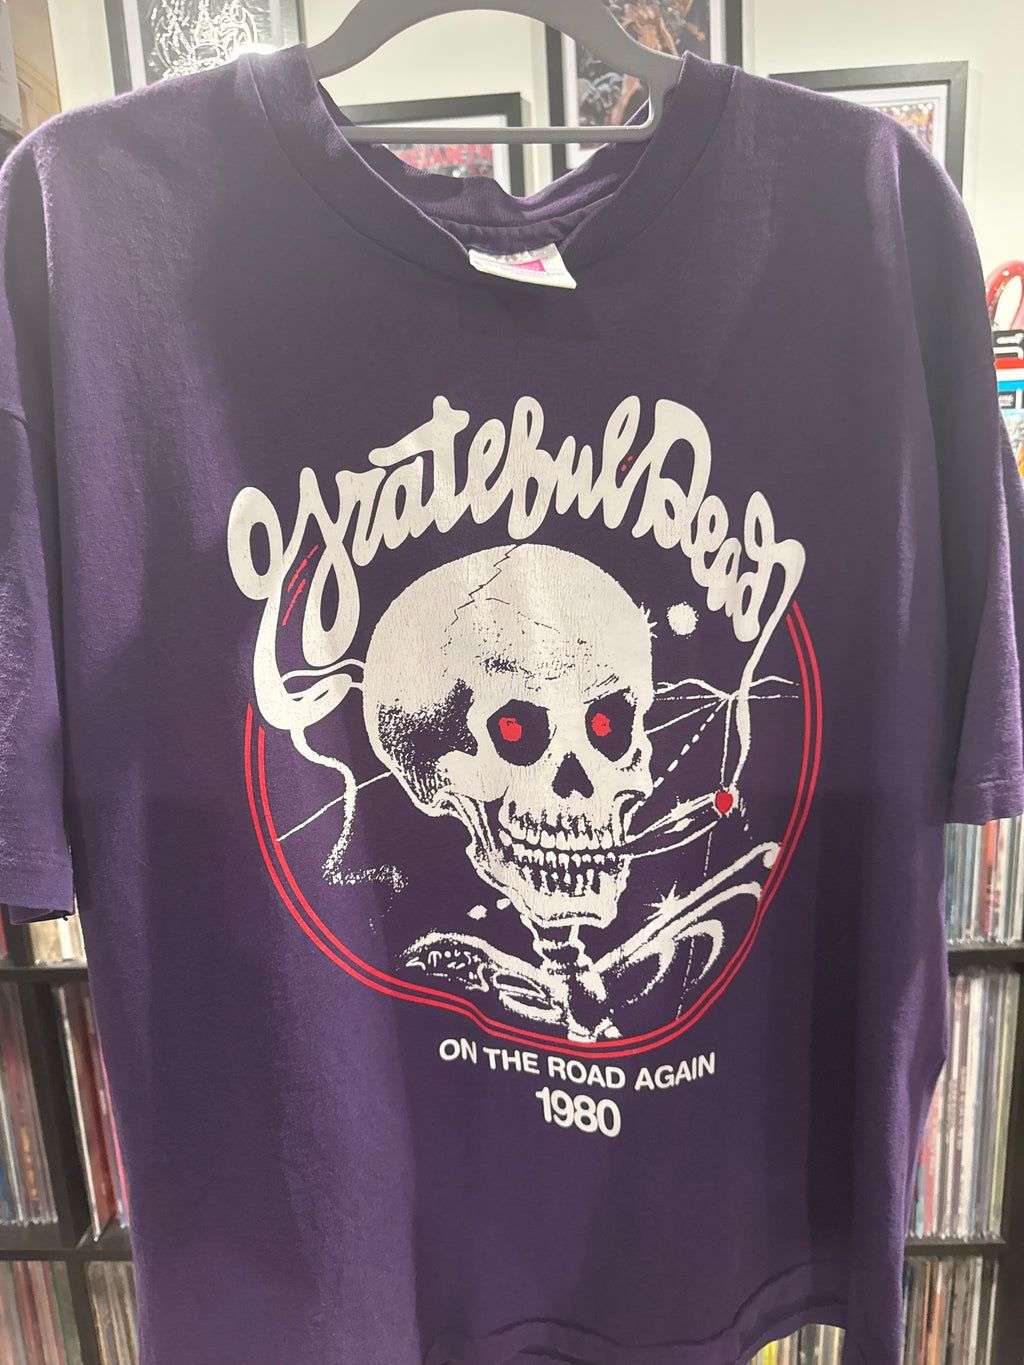 Grateful Dead
ON THE ROAD AGAIN
1980